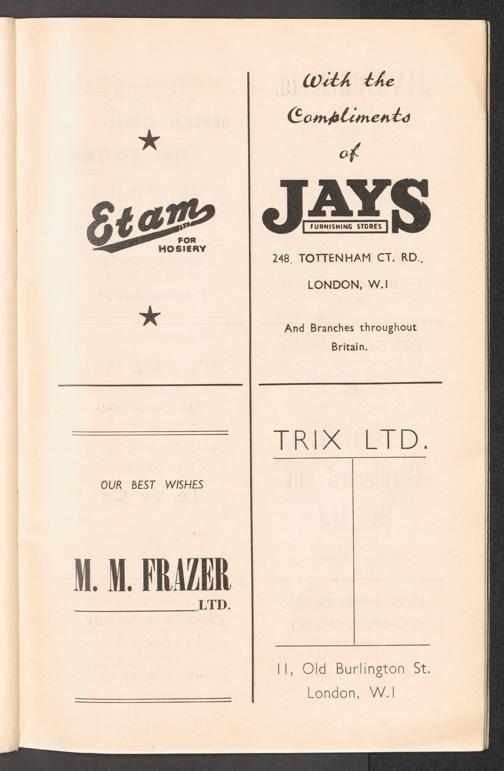 Etam
LTD
FOR
HOSIERY
With the
Compliments
of
JAYS
FURNISHING STORES
248, TOTTENHAM CT. RD.,
LONDON, W.1
And Branches throughout
Britain.
OUR BEST WISHES
M. M. FRAZER
LTD.
TRIX LTD.
11, Old Burlington St.
London, W.1